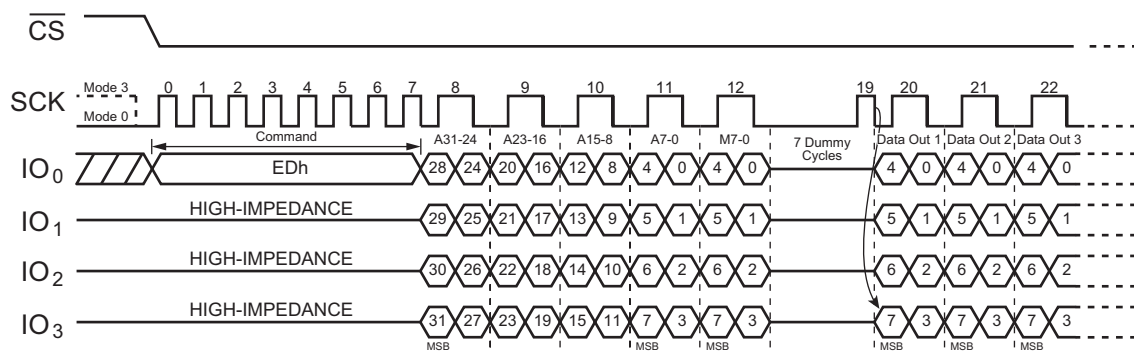 CS
0 1 2 3 4 5 6 7 8 9 10 11 12 19 20 21 22
SCK
Mode 3
Mode 0
Command A31-24 A23-16 A15-8 A7-0 M7-0 7 Dummy Cycles Data Out 1 Data Out 2 Data Out 3
IO0 EDh 28 24 20 16 12 8 4 0 4 0 4 0 4 0 4 0
HIGH-IMPEDANCE
IO1 29 25 21 17 13 9 5 1 5 1 5 1 5 1 5 1
HIGH-IMPEDANCE
IO2 30 26 22 18 14 10 6 2 6 2 6 2 6 2 6 2
HIGH-IMPEDANCE
IO3 31 27 23 19 15 11 7 3 7 3 7 3 7 3 7 3
MSB MSB MSB MSB MSB MSB